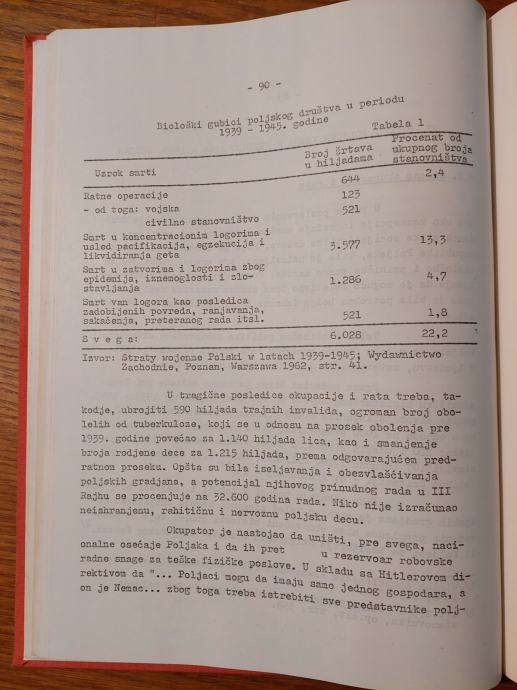 - 90 -
Biološki gubici poljskog društva u periodu
1939 - 1945. godine
Tabela 1
Uzrok smrti Broj žrtava u hiljadama Procenat od ukupnog broja stanovništva
Ratne operacije 644 2,4
- od toga: vojska 123
civilno stanovništvo 521
Smrt u koncentracionim logorima i
usled pacifikacija, egzekucija i
likvidiranja geta 3.577 13,3
Smrt u zatvorima i logorima zbog
epidemija, iznemoglosti i zlo-
stavljanja 1.286 4,7
Smrt van logora kao posledica
zadobijenih povreda, ranjavanja,
sakaćenja, preteranog rada itsl. 521 1,8
S v e g a: 6.028 22,2
Izvor: Straty wojenne Polski w latach 1939-1945; Wydawnictwo
Zachodnie, Poznan, Warszawa 1962, str. 41.
U tragične posledice okupacije i rata treba, ta-
kodje, ubrojiti 590 hiljada trajnih invalida, ogroman broj obo-
lelih od tuberkuloze, koji se u odnosu na prosek obolenja pre
1939. godine povećao za 1.140 hiljada lica, kao i smanjenje
broja rodjene dece za 1.215 hiljada, prema odgovarajućem pred-
ratnom proseku. Opšta su bila iseljavanja i obezvlašćivanja
poljskih gradjana, a potencijal njihovog prinudnog rada u III
Rajhu se procenjuje na 32.600 godina rada. Niko nije izračunao
neishranjenu, rahitičnu i nervoznu poljsku decu.
Okupator je nastojao da uništi, pre svega, naci-
onalne osećaje Poljaka i da ih pret u rezervoar robovske
radne snage za teške fizičke poslove. U skladu sa Hitlerovom di-
rektivom da "... Poljaci mogu da imaju samo jednog gospodara, a
on je Nemac... zbog toga treba istrebiti sve predstavnike polj-